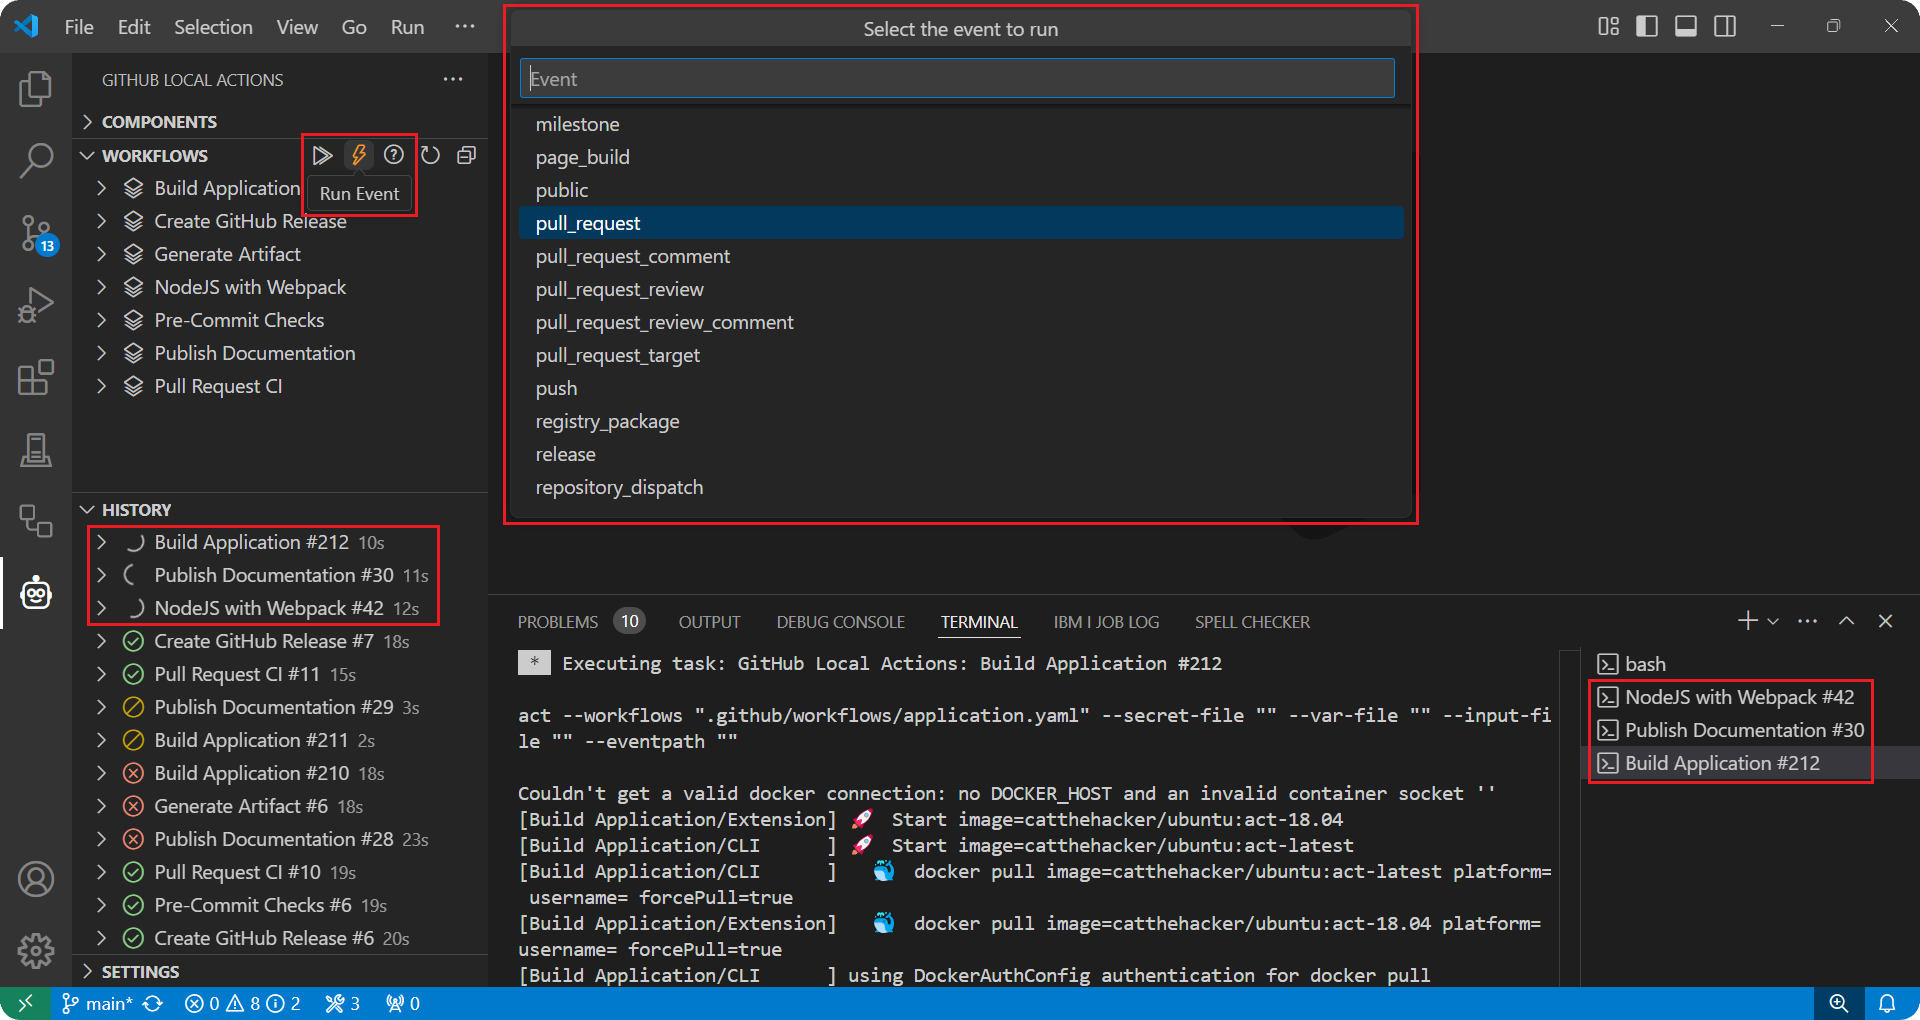 File Edit Selection View Go Run ···
Select the event to run
Event
milestone
page_build
public
pull_request
pull_request_comment
pull_request_review
pull_request_review_comment
pull_request_target
push
registry_package
release
repository_dispatch
GITHUB LOCAL ACTIONS ···
COMPONENTS
WORKFLOWS
Run Event
Build Application
Create GitHub Release
Generate Artifact
NodeJS with Webpack
Pre-Commit Checks
Publish Documentation
Pull Request CI
13
HISTORY
Build Application #212 10s
Publish Documentation #30 11s
NodeJS with Webpack #42 12s
Create GitHub Release #7 18s
Pull Request CI #11 15s
Publish Documentation #29 3s
Build Application #211 2s
Build Application #210 18s
Generate Artifact #6 18s
Publish Documentation #28 23s
Pull Request CI #10 19s
Pre-Commit Checks #6 19s
Create GitHub Release #6 20s
SETTINGS
PROBLEMS 10 OUTPUT DEBUG CONSOLE TERMINAL IBM I JOB LOG SPELL CHECKER
* Executing task: GitHub Local Actions: Build Application #212
act --workflows ".github/workflows/application.yaml" --secret-file "" --var-file "" --input-fi
le "" --eventpath ""
Couldn't get a valid docker connection: no DOCKER_HOST and an invalid container socket ''
[Build Application/Extension] 🚀 Start image=catthehacker/ubuntu:act-18.04
[Build Application/CLI ] 🚀 Start image=catthehacker/ubuntu:act-latest
[Build Application/CLI ] 🐳 docker pull image=catthehacker/ubuntu:act-latest platform=
username= forcePull=true
[Build Application/Extension] 🐳 docker pull image=catthehacker/ubuntu:act-18.04 platform=
username= forcePull=true
[Build Application/CLI ] using DockerAuthConfig authentication for docker pull
bash
NodeJS with Webpack #42
Publish Documentation #30
Build Application #212
main* 0 8 2 3 0